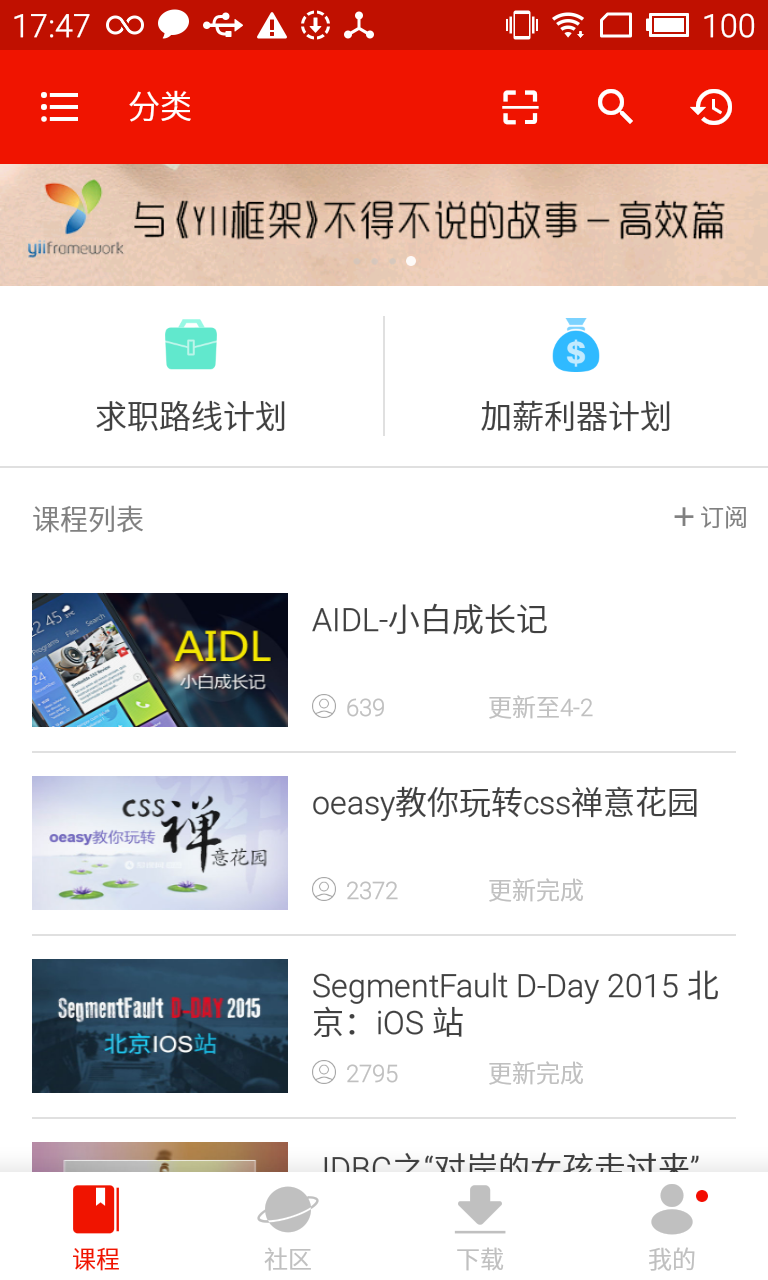 17:47
100
分类
yiiframework
与《YII框架》不得不说的故事－高效篇
求职路线计划
加薪利器计划
课程列表
订阅
AIDL
小白成长记
AIDL-小白成长记
639
更新至4-2
css
禅
oeasy教你玩转
意花园
oeasy教你玩转css禅意花园
2372
更新完成
SegmentFault D-DAY 2015
北京IOS站
SegmentFault D-Day 2015 北
京：iOS 站
2795
更新完成
JDBC之“对岸的女孩走过来”
课程
社区
下载
我的